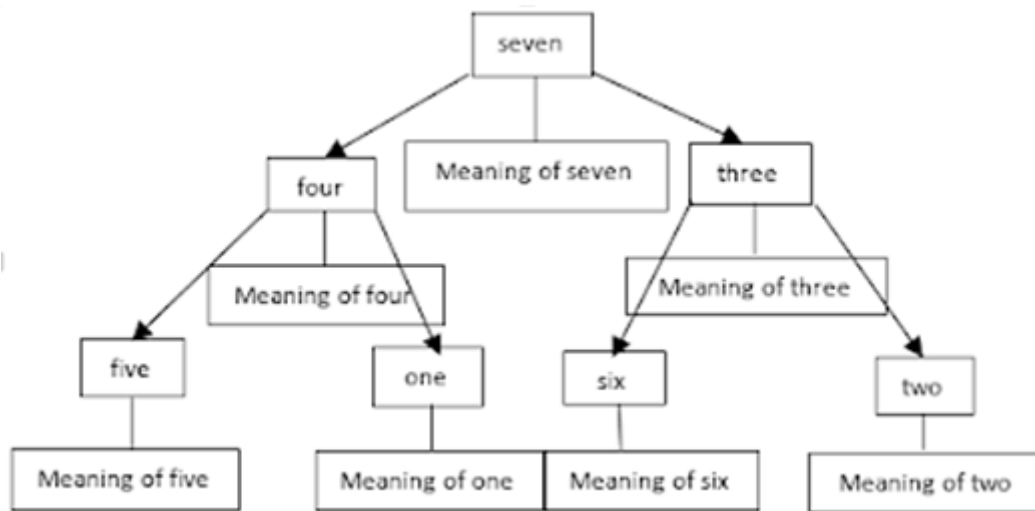 seven
Meaning of seven
four
three
Meaning of four
Meaning of three
five
one
six
two
Meaning of five
Meaning of one
Meaning of six
Meaning of two